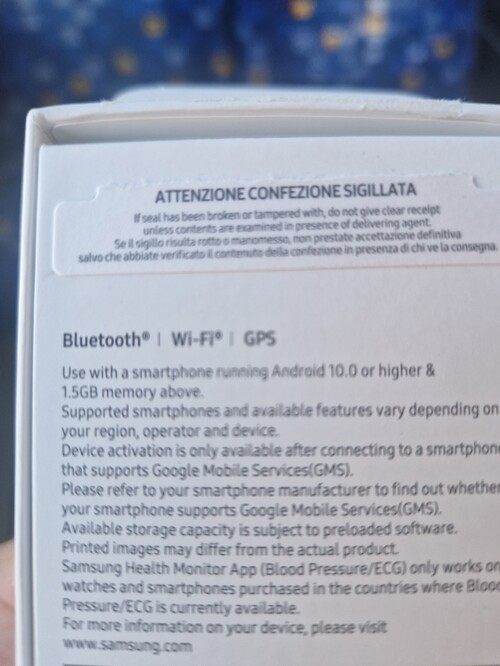 ATTENZIONE CONFEZIONE SIGILLATA
If seal has been broken or tampered with, do not give clear receipt
unless contents are examined in presence of delivering agent.
Se il sigillo risulta rotto o manomesso, non prestate accettazione definitiva
salvo che abbiate verificato il contenuto della confezione in presenza di chi ve la consegna.
Bluetooth® | Wi-Fi® | GPS
Use with a smartphone running Android 10.0 or higher &
1.5GB memory above.
Supported smartphones and available features vary depending on
your region, operator and device.
Device activation is only available after connecting to a smartphone
that supports Google Mobile Services(GMS).
Please refer to your smartphone manufacturer to find out whether
your smartphone supports Google Mobile Services(GMS).
Available storage capacity is subject to preloaded software.
Printed images may differ from the actual product.
Samsung Health Monitor App (Blood Pressure/ECG) only works on
watches and smartphones purchased in the countries where Blood
Pressure/ECG is currently available.
For more information on your device, please visit
www.samsung.com